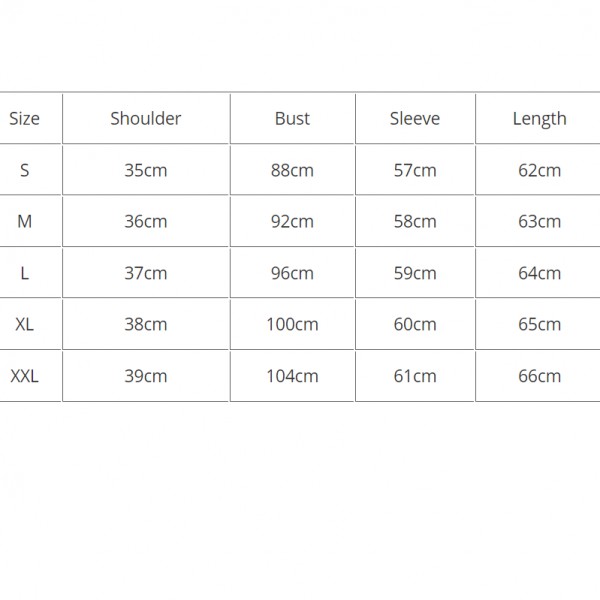 Size Shoulder Bust Sleeve Length
S 35cm 88cm 57cm 62cm
M 36cm 92cm 58cm 63cm
L 37cm 96cm 59cm 64cm
XL 38cm 100cm 60cm 65cm
XXL 39cm 104cm 61cm 66cm